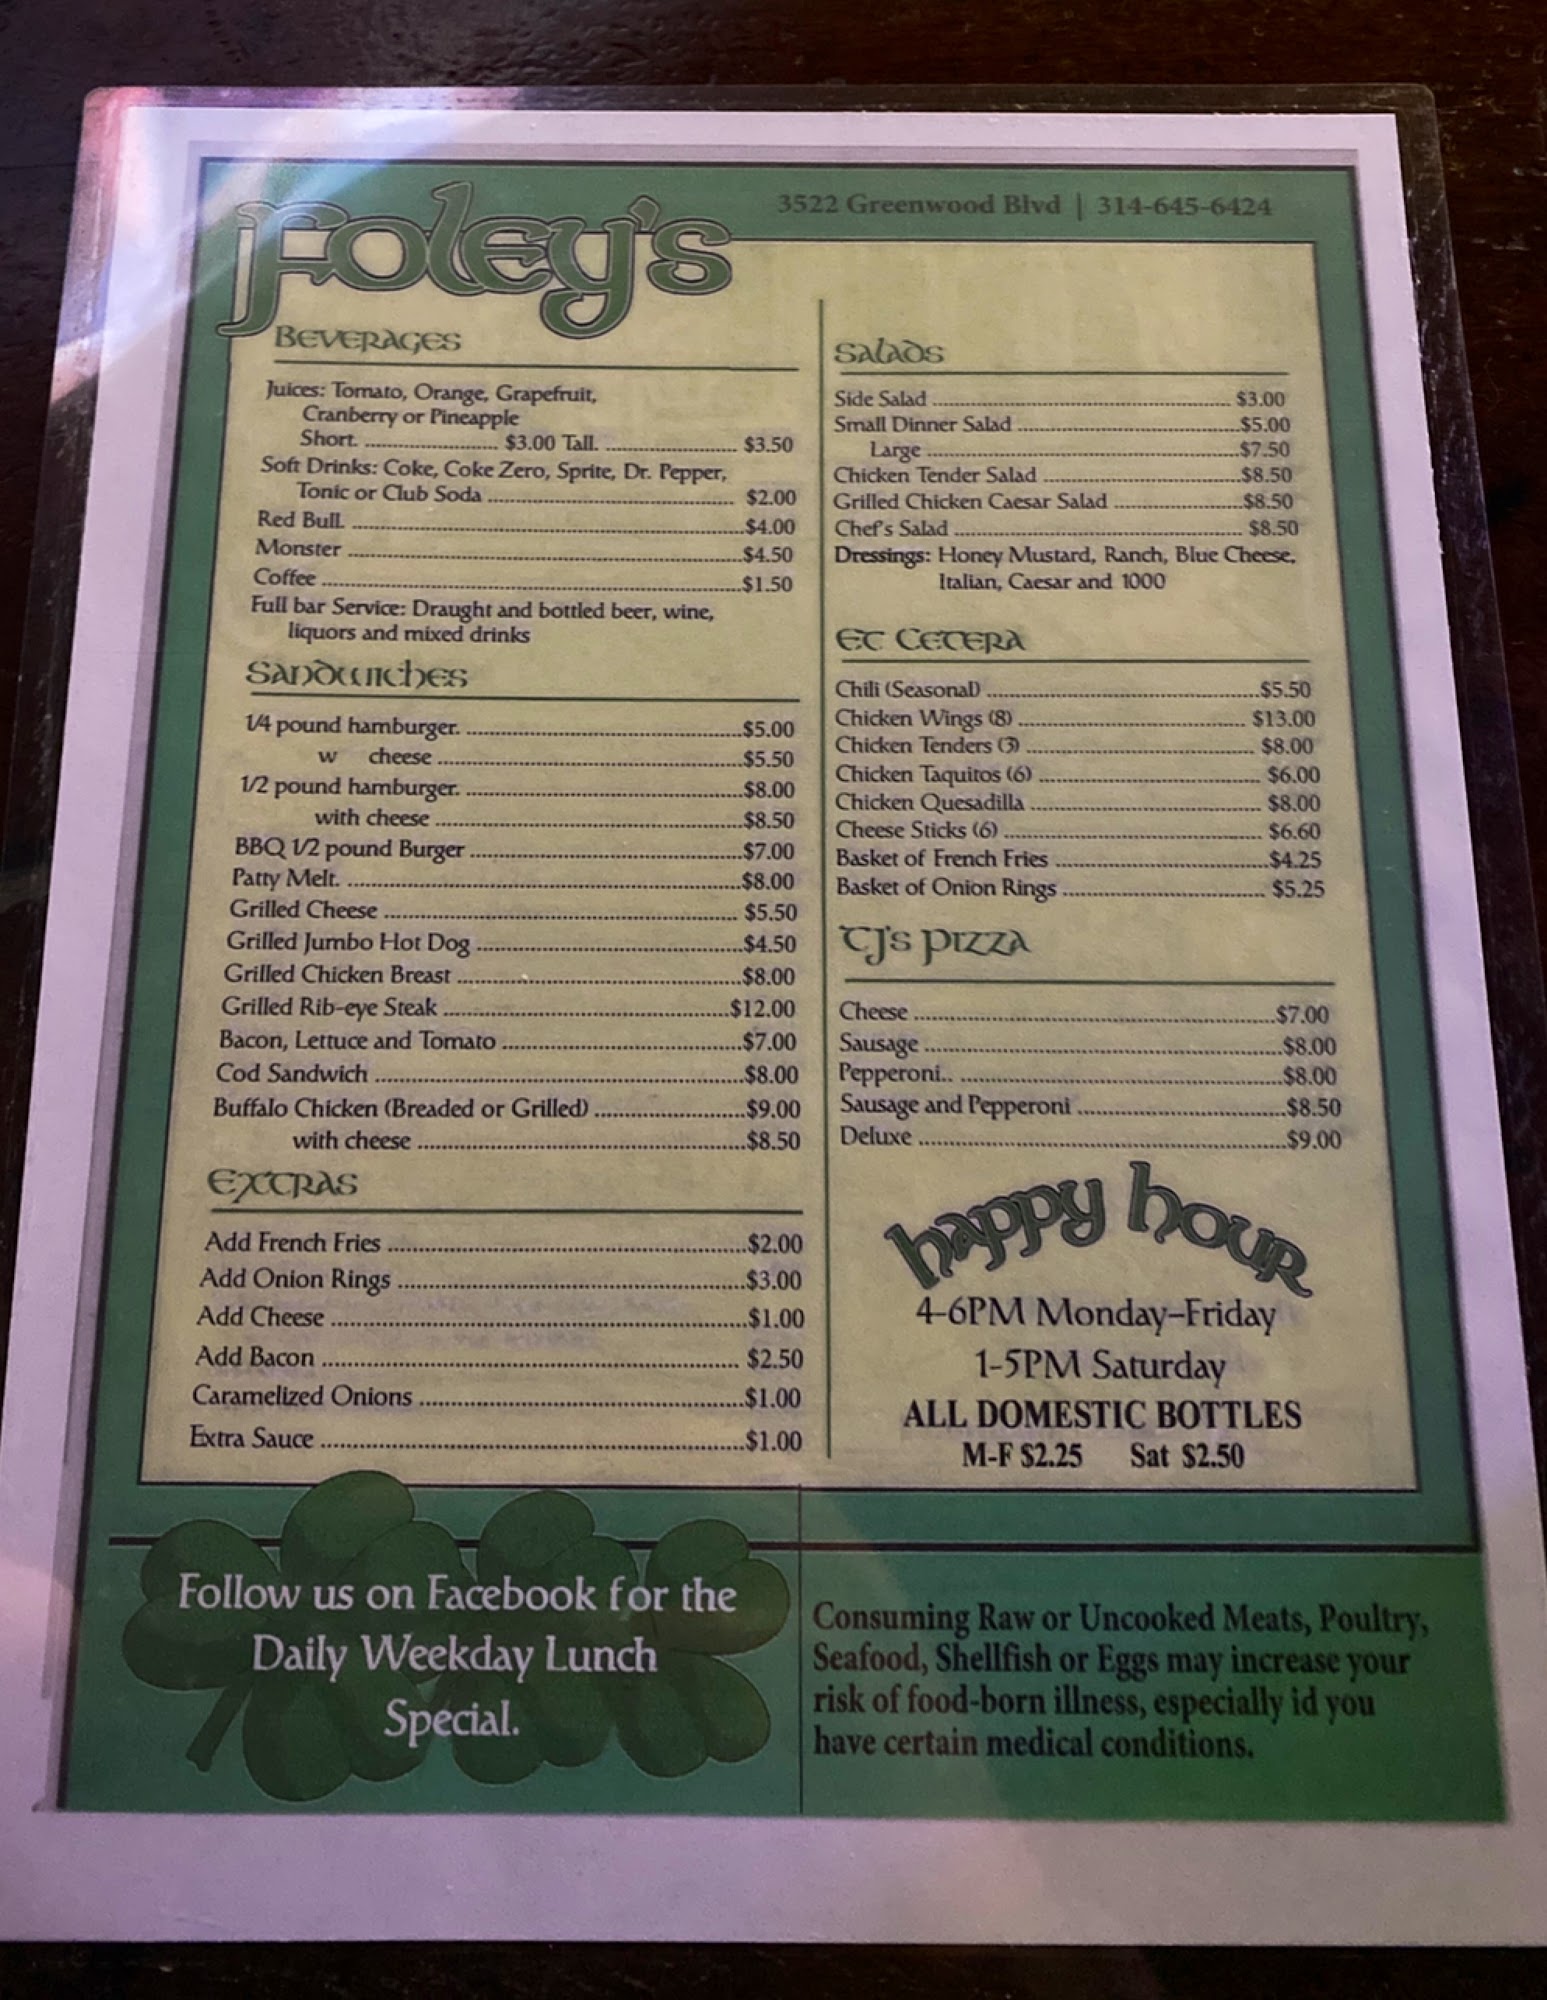 Foley's
3522 Greenwood Blvd | 314-645-6424
Beverages
Juices: Tomato, Orange, Grapefruit,
Cranberry or Pineapple
Short. .......... $3.00 Tall. .......... $3.50
Soft Drinks: Coke, Coke Zero, Sprite, Dr. Pepper,
Tonic or Club Soda .......... $2.00
Red Bull. .......... $4.00
Monster .......... $4.50
Coffee .......... $1.50
Full bar Service: Draught and bottled beer, wine,
liquors and mixed drinks
Sandwiches
1/4 pound hamburger. .......... $5.00
w cheese .......... $5.50
1/2 pound hamburger. .......... $8.00
with cheese .......... $8.50
BBQ 1/2 pound Burger .......... $7.00
Patty Melt. .......... $8.00
Grilled Cheese .......... $5.50
Grilled Jumbo Hot Dog .......... $4.50
Grilled Chicken Breast .......... $8.00
Grilled Rib-eye Steak .......... $12.00
Bacon, Lettuce and Tomato .......... $7.00
Cod Sandwich .......... $8.00
Buffalo Chicken (Breaded or Grilled) .......... $9.00
with cheese .......... $8.50
Extras
Add French Fries .......... $2.00
Add Onion Rings .......... $3.00
Add Cheese .......... $1.00
Add Bacon .......... $2.50
Caramelized Onions .......... $1.00
Extra Sauce .......... $1.00
Salads
Side Salad .......... $3.00
Small Dinner Salad .......... $5.00
Large .......... $7.50
Chicken Tender Salad .......... $8.50
Grilled Chicken Caesar Salad .......... $8.50
Chef's Salad .......... $8.50
Dressings: Honey Mustard, Ranch, Blue Cheese,
Italian, Caesar and 1000
Et Cetera
Chili (Seasonal) .......... $5.50
Chicken Wings (8) .......... $13.00
Chicken Tenders (3) .......... $8.00
Chicken Taquitos (6) .......... $6.00
Chicken Quesadilla .......... $8.00
Cheese Sticks (6) .......... $6.60
Basket of French Fries .......... $4.25
Basket of Onion Rings .......... $5.25
TJ's Pizza
Cheese .......... $7.00
Sausage .......... $8.00
Pepperoni.. .......... $8.00
Sausage and Pepperoni .......... $8.50
Deluxe .......... $9.00
happy hour
4-6PM Monday–Friday
1-5PM Saturday
ALL DOMESTIC BOTTLES
M-F $2.25 Sat $2.50
Follow us on Facebook for the
Daily Weekday Lunch
Special.
Consuming Raw or Uncooked Meats, Poultry,
Seafood, Shellfish or Eggs may increase your
risk of food-born illness, especially id you
have certain medical conditions.